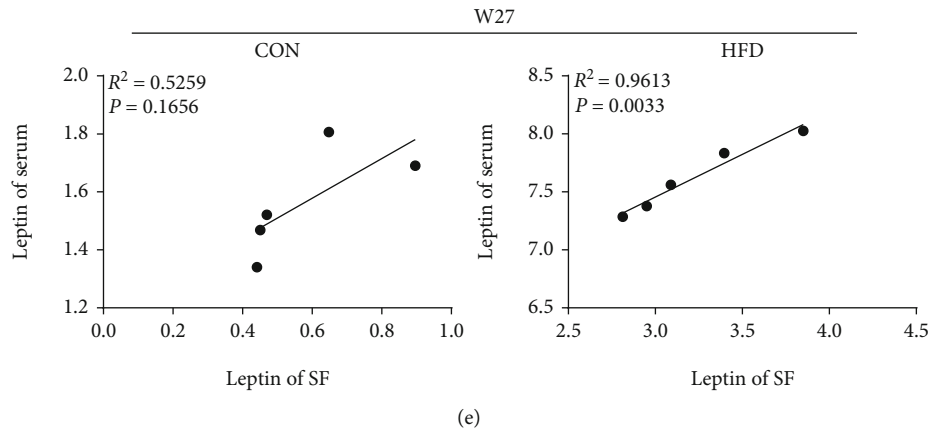 W27
CON
HFD
R² = 0.5259
P = 0.1656
2.0
1.8
1.6
1.4
1.2
Leptin of serum
0.0 0.2 0.4 0.6 0.8 1.0
Leptin of SF
R² = 0.9613
P = 0.0033
8.5
8.0
7.5
7.0
6.5
Leptin of serum
2.5 3.0 3.5 4.0 4.5
Leptin of SF
(e)